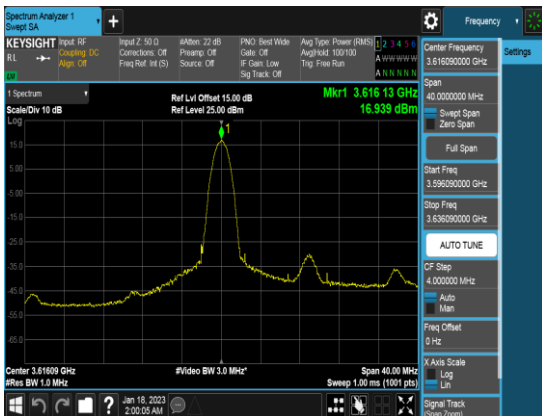 Spectrum Analyzer 1
Swept SA
Frequency
KEYSIGHT
RL
Input: RF
Coupling: DC
Align: Off
Input Z: 50 Ω
Corrections: Off
Freq Ref: Int (S)
#Atten: 22 dB
Preamp: Off
Source: Off
PNO: Best Wide
Gate: Off
IF Gain: Low
Sig Track: Off
Avg Type: Power (RMS)
Avg|Hold: 100/100
Trig: Free Run
1 2 3 4 5 6
A W W W W W
A N N N N N
1 Spectrum
Scale/Div 10 dB
Log
Ref Lvl Offset 15.00 dB
Ref Level 25.00 dBm
Mkr1 3.616 13 GHz
16.939 dBm
1
15.0
5.00
-5.00
-15.0
-25.0
-35.0
-45.0
-55.0
-65.0
Center 3.61609 GHz
#Res BW 1.0 MHz
#Video BW 3.0 MHz*
Span 40.00 MHz
Sweep 1.00 ms (1001 pts)
Jan 18, 2023
2:00:05 AM
Center Frequency
3.616090000 GHz
Span
40.0000000 MHz
Swept Span
Zero Span
Full Span
Start Freq
3.596090000 GHz
Stop Freq
3.636090000 GHz
AUTO TUNE
CF Step
4.000000 MHz
Auto
Man
Freq Offset
0 Hz
X Axis Scale
Log
Lin
Signal Track
(Span Zoom)
Settings